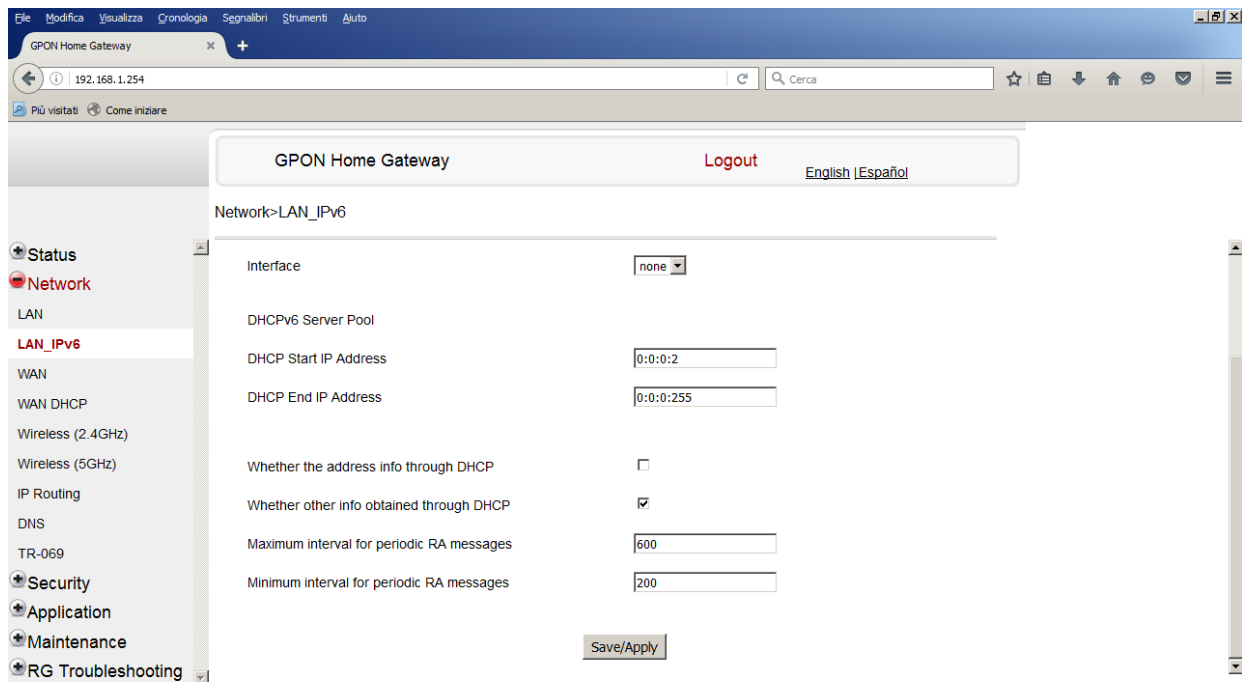 File Modifica Visualizza Cronologia Segnalibri Strumenti Aiuto
GPON Home Gateway
192.168.1.254
Cerca
Più visitati Come iniziare
GPON Home Gateway Logout English | Español
Network>LAN_IPv6
Status
Network
LAN
LAN_IPv6
WAN
WAN DHCP
Wireless (2.4GHz)
Wireless (5GHz)
IP Routing
DNS
TR-069
Security
Application
Maintenance
RG Troubleshooting
Interface none
DHCPv6 Server Pool
DHCP Start IP Address 0:0:0:2
DHCP End IP Address 0:0:0:255
Whether the address info through DHCP
Whether other info obtained through DHCP
Maximum interval for periodic RA messages 600
Minimum interval for periodic RA messages 200
Save/Apply